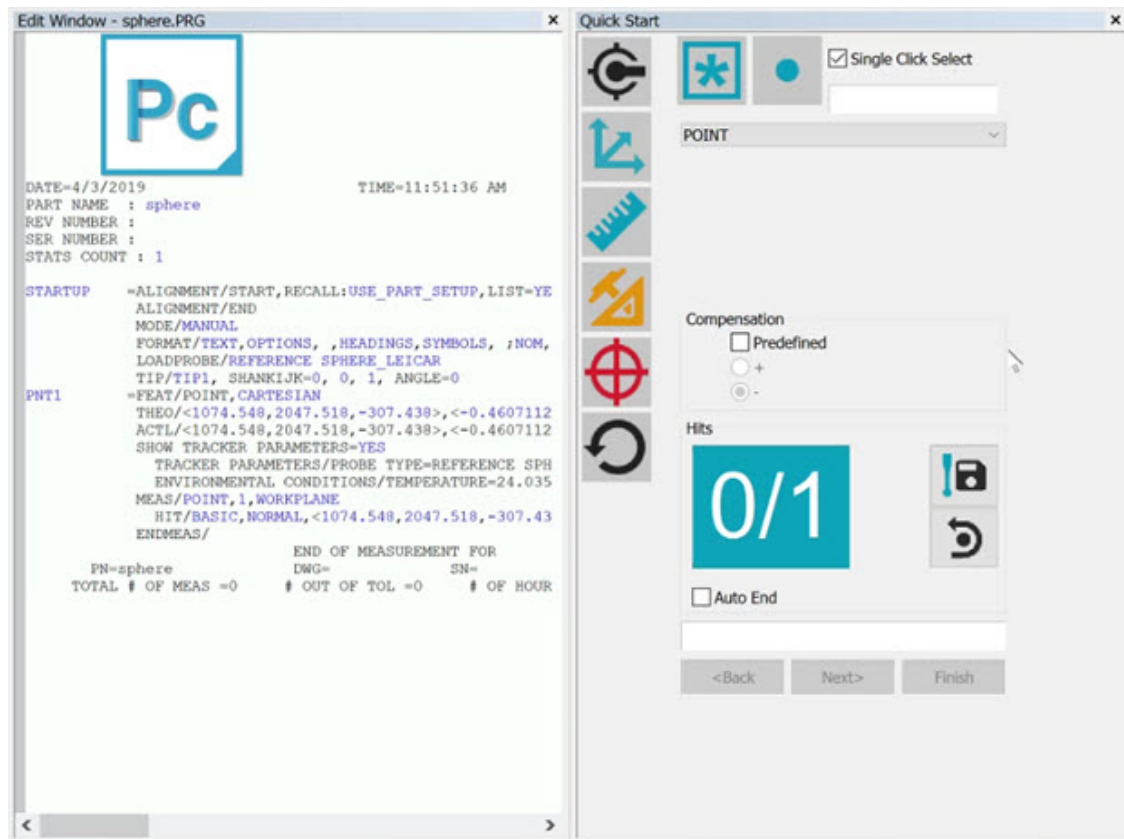 Edit Window - sphere.PRG
Pc
DATE=4/3/2019 TIME=11:51:36 AM
PART NAME : sphere
REV NUMBER :
SER NUMBER :
STATS COUNT : 1
STARTUP =ALIGNMENT/START,RECALL:USE_PART_SETUP,LIST=YE
ALIGNMENT/END
MODE/MANUAL
FORMAT/TEXT,OPTIONS, ,HEADINGS,SYMBOLS, ;NOM,
LOADPROBE/REFERENCE SPHERE_LEICAR
TIP/TIP1, SHANKIJK=0, 0, 1, ANGLE=0
PNT1 =FEAT/POINT,CARTESIAN
THEO/<1074.548,2047.518,-307.438>,<-0.4607112
ACTL/<1074.548,2047.518,-307.438>,<-0.4607112
SHOW TRACKER PARAMETERS=YES
TRACKER PARAMETERS/PROBE TYPE=REFERENCE SPH
ENVIRONMENTAL CONDITIONS/TEMPERATURE=24.035
MEAS/POINT,1,WORKPLANE
HIT/BASIC,NORMAL,<1074.548,2047.518,-307.43
ENDMEAS/
END OF MEASUREMENT FOR
PN=sphere DWG= SN=
TOTAL # OF MEAS =0 # OUT OF TOL =0 # OF HOUR
Quick Start
Single Click Select
POINT
Compensation
Predefined
+
-
Hits
0/1
Auto End
<Back Next> Finish